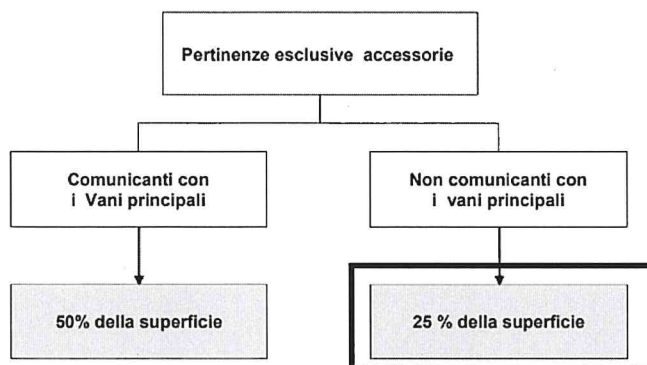 Pertinenze esclusive accessorie
Comunicanti con
i Vani principali
Non comunicanti con
i vani principali
50% della superficie
25 % della superficie